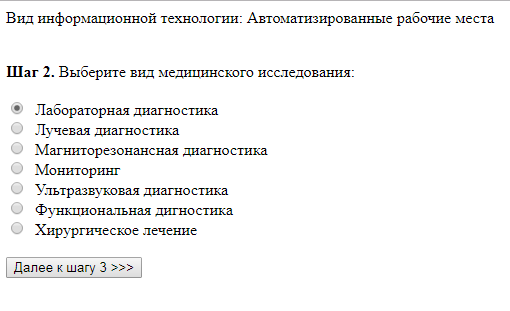 Вид информационной технологии: Автоматизированные рабочие места
Шаг 2. Выберите вид медицинского исследования:
Лабораторная диагностика
Лучевая диагностика
Магниторезонансная диагностика
Мониторинг
Ультразвуковая диагностика
Функциональная дигностика
Хирургическое лечение
Далее к шагу 3 >>>